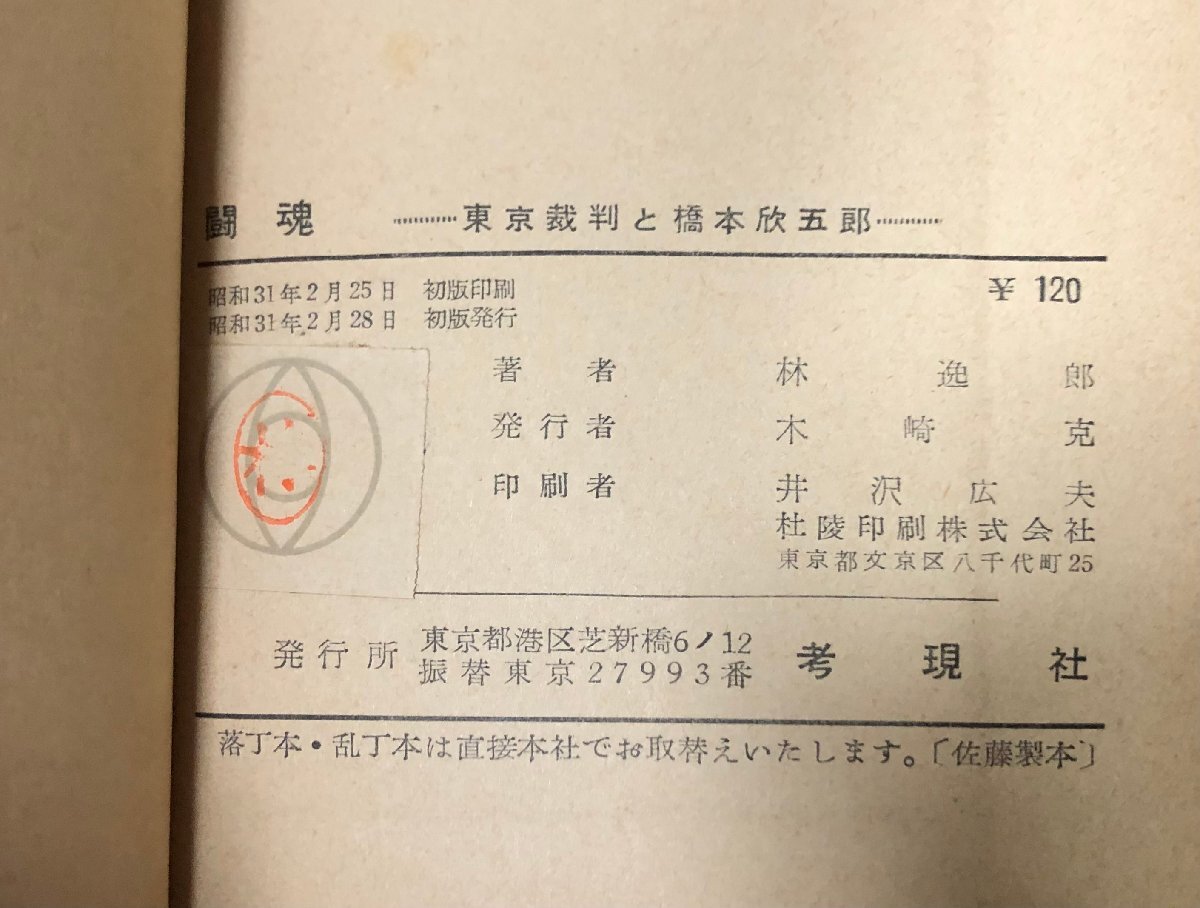 闘魂 ………東京裁判と橋本欣五郎………
昭和31年2月25日 初版印刷
昭和31年2月28日 初版発行
¥ 120
著者 林逸郎
発行者 木崎克
印刷者 井沢広夫
杜陵印刷株式会社
東京都文京区八千代町25
発行所 東京都港区芝新橋6ノ12
振替東京27993番
考現社
落丁本・乱丁本は直接本社でお取替えいたします。〔佐藤製本〕